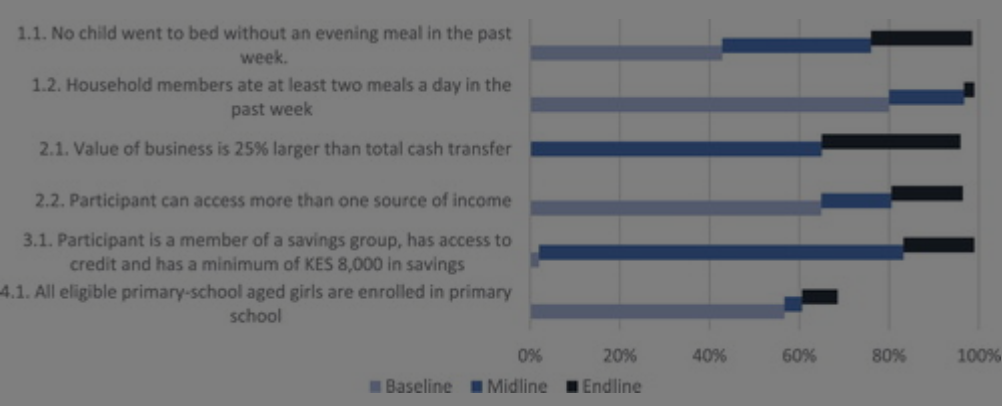 1.1. No child went to bed without an evening meal in the past
week.
1.2. Household members ate at least two meals a day in the
past week
2.1. Value of business is 25% larger than total cash transfer
2.2. Participant can access more than one source of income
3.1. Participant is a member of a savings group, has access to
credit and has a minimum of KES 8,000 in savings
4.1. All eligible primary-school aged girls are enrolled in primary
school
0% 20% 40% 60% 80% 100%
Baseline Midline Endline